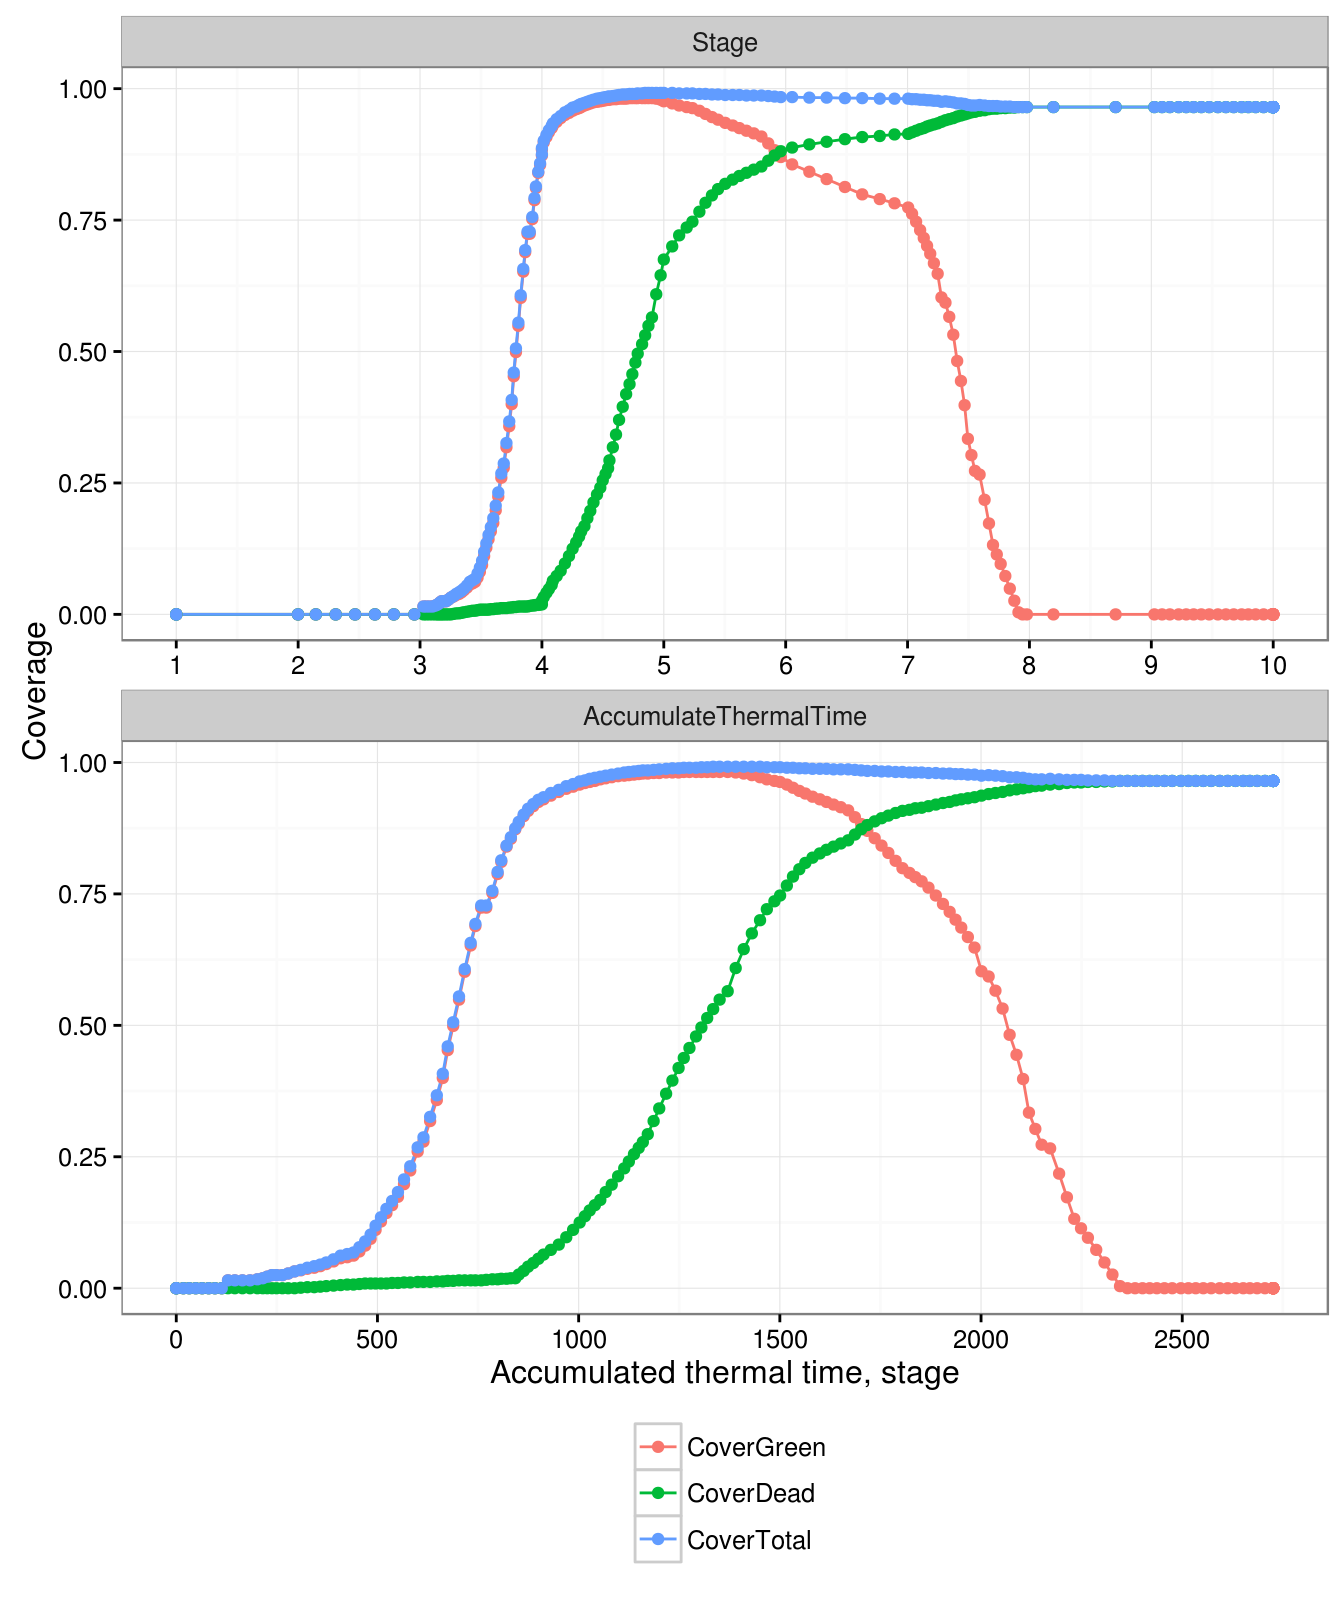 Stage
1.00
0.75
0.50
0.25
0.00
1 2 3 4 5 6 7 8 9 10
Coverage
AccumulateThermalTime
1.00
0.75
0.50
0.25
0.00
0 500 1000 1500 2000 2500
Accumulated thermal time, stage
CoverGreen
CoverDead
CoverTotal